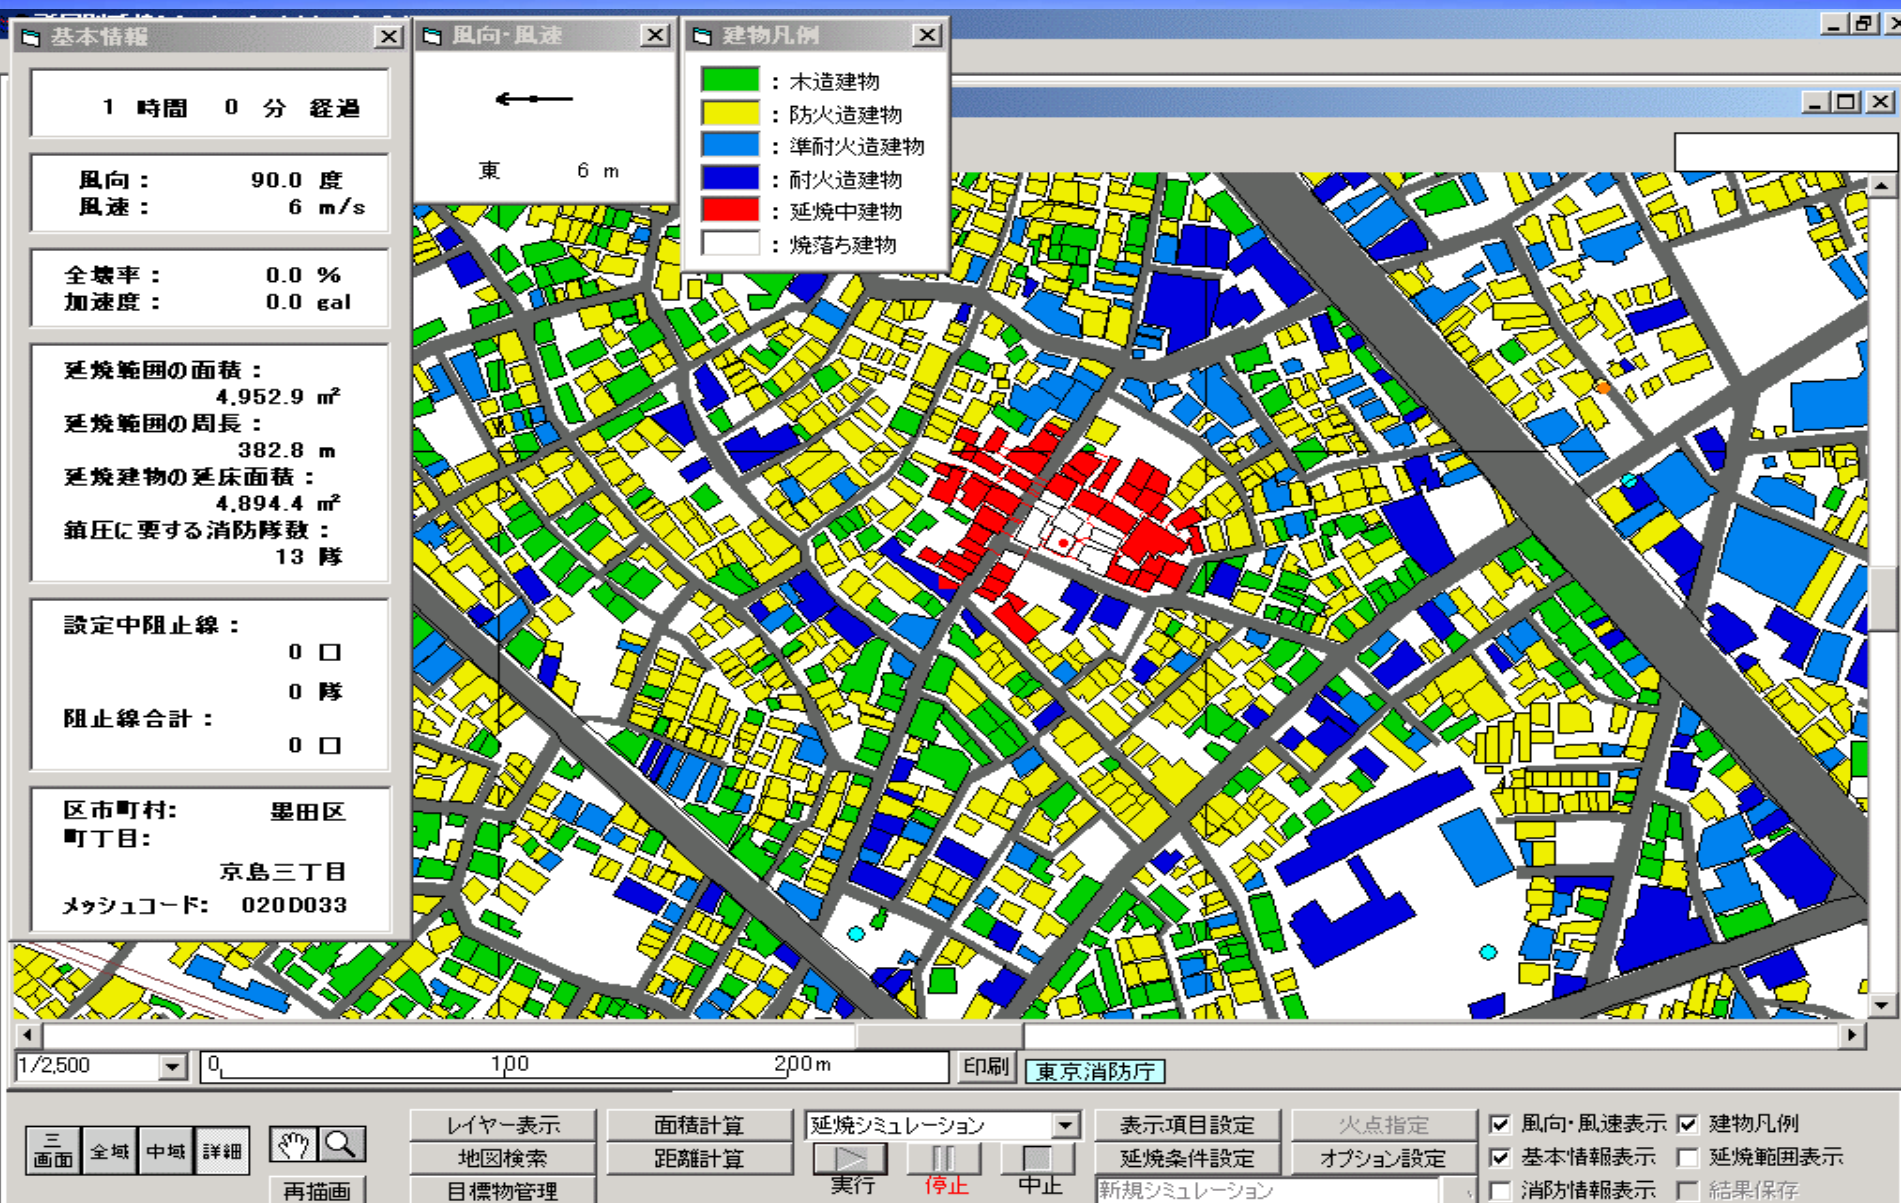 基本情報
1 時間 0 分 経過
風向： 90.0 度
風速： 6 m/s
全壊率： 0.0 %
加速度： 0.0 gal
延焼範囲の面積：
4,952.9 m²
延焼範囲の周長：
382.8 m
延焼建物の延床面積：
4,894.4 m²
鎮圧に要する消防隊数：
13 隊
設定中阻止線：
0 口
0 隊
阻止線合計：
0 口
区市町村: 墨田区
町丁目:
京島三丁目
メッシュコード: 020D033
風向・風速
東 6 m
建物凡例
：木造建物
：防火造建物
：準耐火造建物
：耐火造建物
：延焼中建物
：焼落ち建物
1/2,500
0 100 200m
印刷
東京消防庁
三画面 全域 中域 詳細
再描画
レイヤー表示
地図検索
目標物管理
面積計算
距離計算
延焼シミュレーション
実行 停止 中止
表示項目設定
延焼条件設定
新規シミュレーション
火点指定
オプション設定
風向・風速表示 建物凡例
基本情報表示 延焼範囲表示
消防情報表示 結果保存